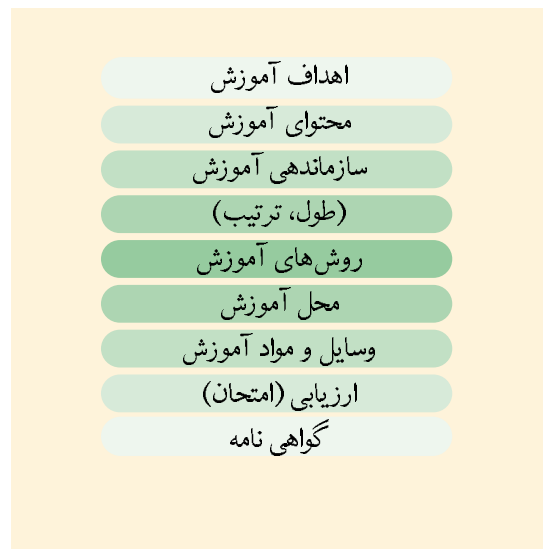 اهداف آموزش
محتوای آموزش
سازماندهی آموزش
(طول، ترتیب)
روش‌های آموزش
محل آموزش
وسایل و مواد آموزش
ارزیابی (امتحان)
گواهی نامه